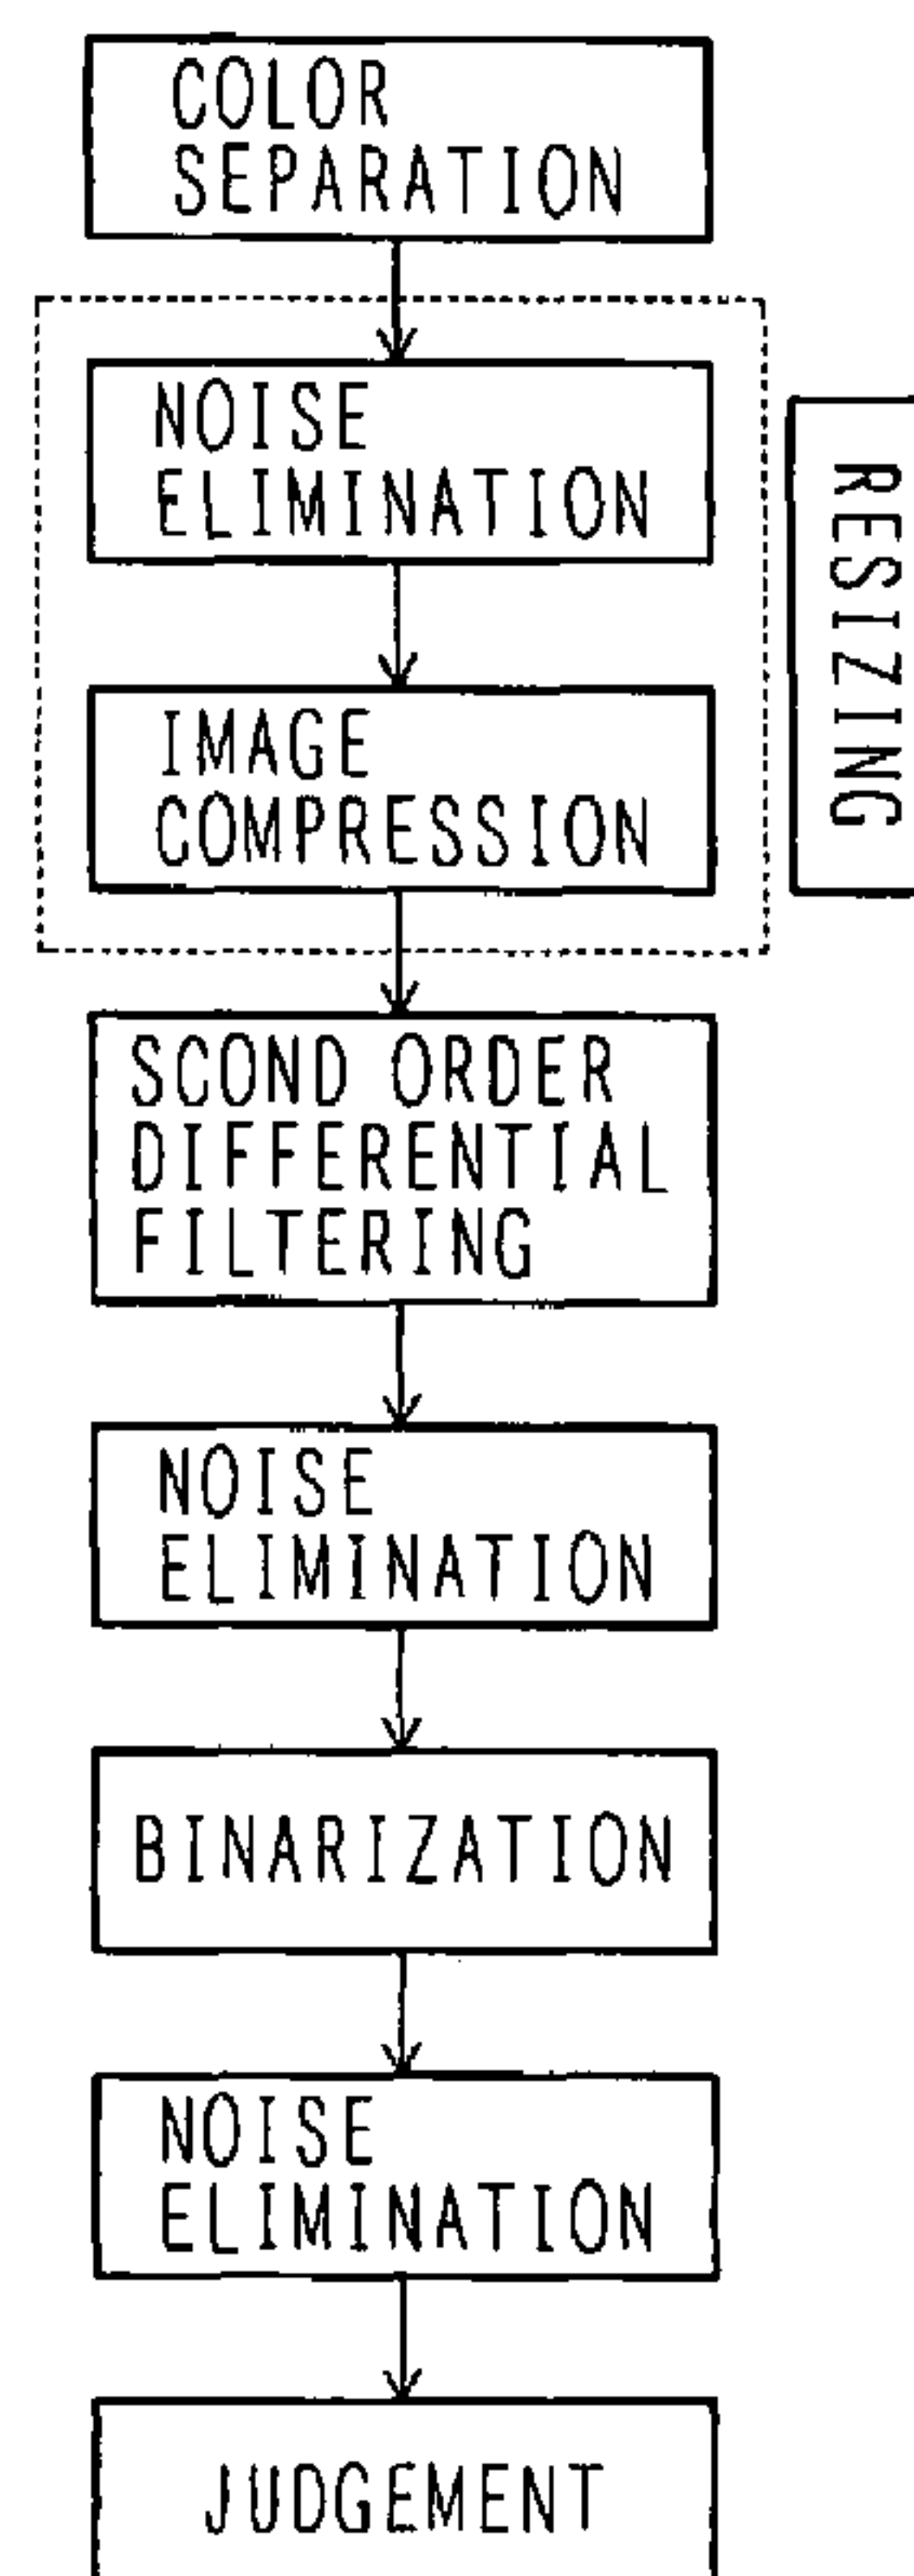 COLOR
SEPARATION
NOISE
ELIMINATION
IMAGE
COMPRESSION
RESIZING
SCOND ORDER
DIFFERENTIAL
FILTERING
NOISE
ELIMINATION
BINARIZATION
NOISE
ELIMINATION
JUDGEMENT